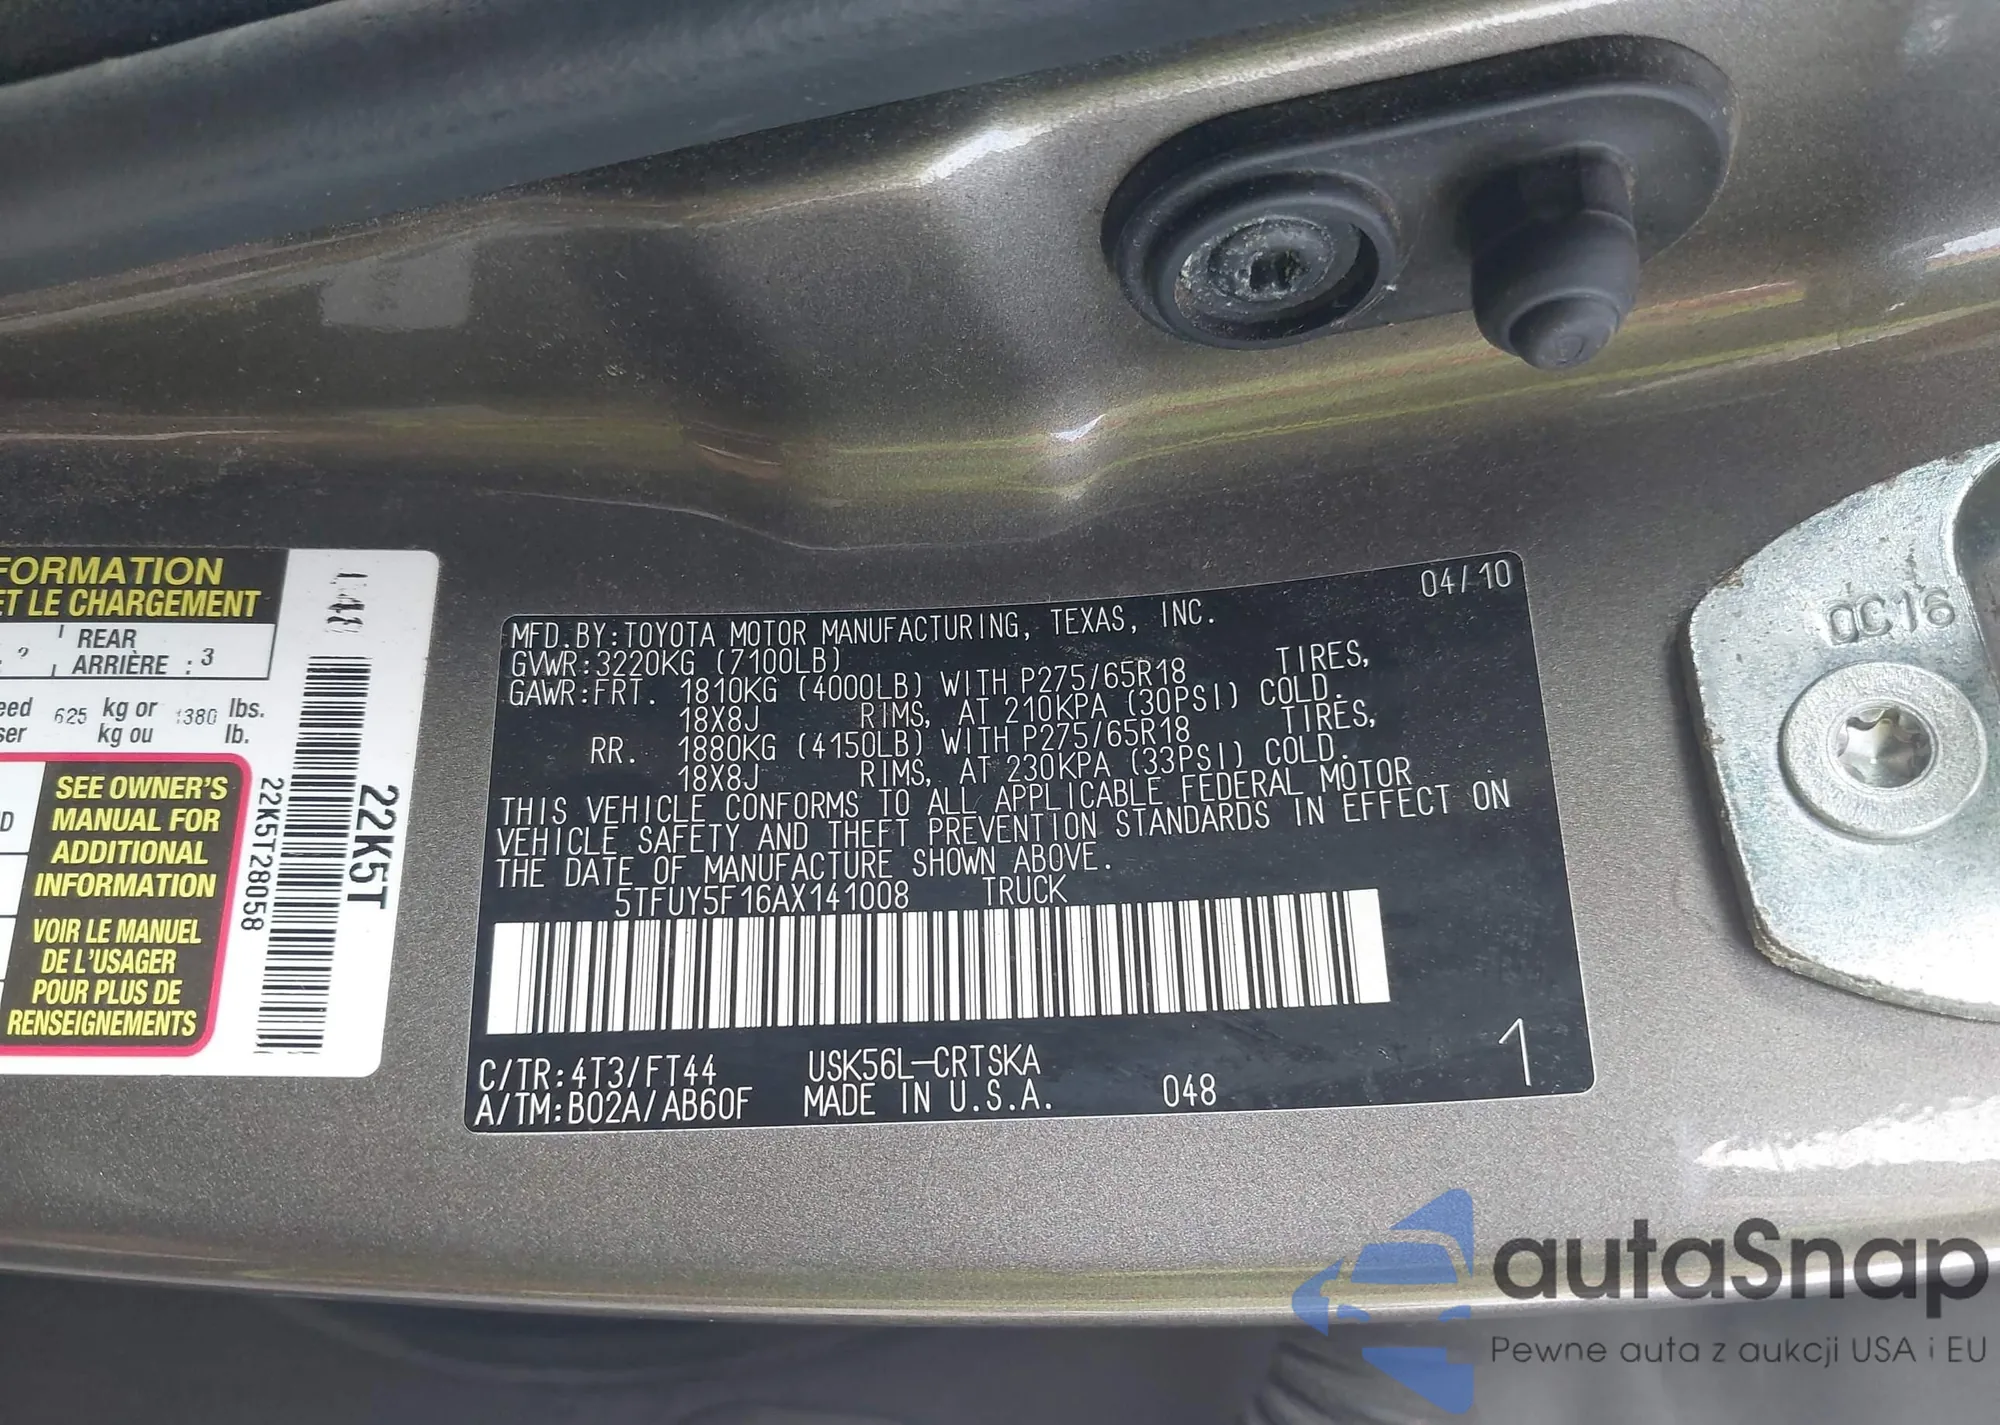 FORMATION
ET LE CHARGEMENT
REAR
ARRIÈRE : 3
625 kg or 1380 lbs.
kg ou lb.
SEE OWNER'S
MANUAL FOR
ADDITIONAL
INFORMATION
VOIR LE MANUEL
DE L'USAGER
POUR PLUS DE
RENSEIGNEMENTS
22K5T28058
22K5T
04/10
MFD.BY:TOYOTA MOTOR MANUFACTURING, TEXAS, INC.
GVWR:3220KG (7100LB)
GAWR:FRT. 1810KG (4000LB) WITH P275/65R18 TIRES,
18X8J RIMS, AT 210KPA (30PSI) COLD.
RR. 1880KG (4150LB) WITH P275/65R18 TIRES,
18X8J RIMS, AT 230KPA (33PSI) COLD.
THIS VEHICLE CONFORMS TO ALL APPLICABLE FEDERAL MOTOR
VEHICLE SAFETY AND THEFT PREVENTION STANDARDS IN EFFECT ON
THE DATE OF MANUFACTURE SHOWN ABOVE.
5TFUY5F16AX141008 TRUCK
C/TR:4T3/FT44 USK56L-CRTSKA
A/TM:B02A/AB60F MADE IN U.S.A. 048
1
OC16
autaSnap
Pewne auta z aukcji USA i EU